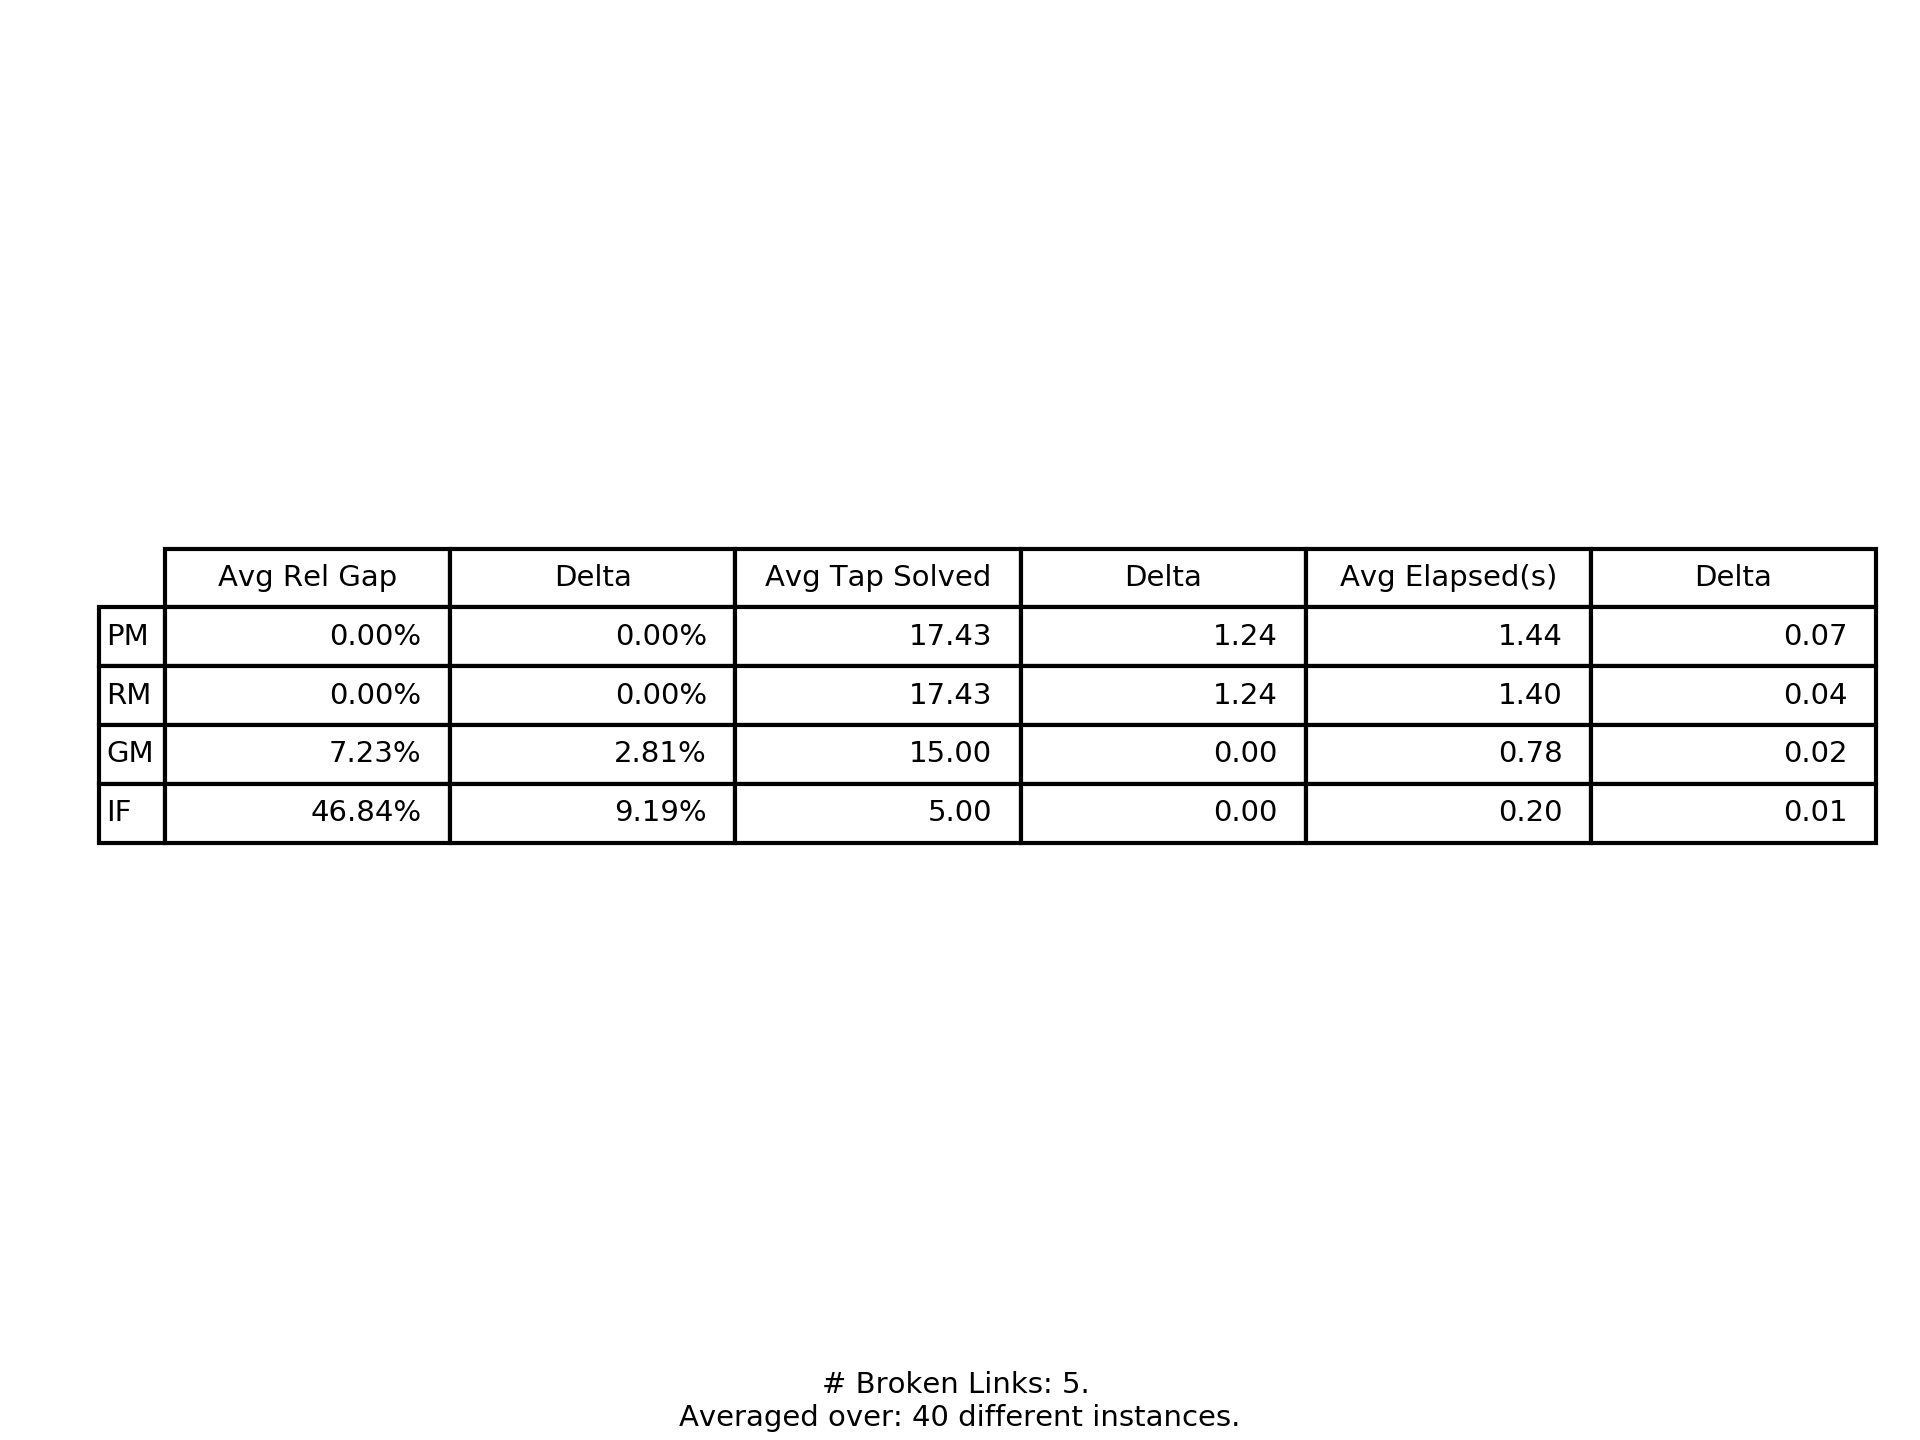 Avg Rel Gap Delta Avg Tap Solved Delta Avg Elapsed(s) Delta
PM 0.00% 0.00% 17.43 1.24 1.44 0.07
RM 0.00% 0.00% 17.43 1.24 1.40 0.04
GM 7.23% 2.81% 15.00 0.00 0.78 0.02
IF 46.84% 9.19% 5.00 0.00 0.20 0.01
# Broken Links: 5.
Averaged over: 40 different instances.